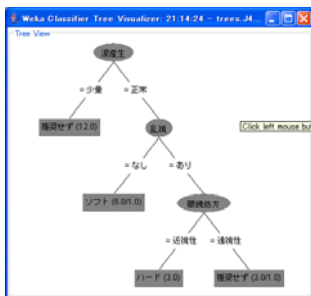 Weka Classifier Tree Visualizer: 21:14:24 - trees.J4...
Tree View
涙産生
= 少量
= 正常
推奨せず (12.0)
乱視
Click left mouse but
= なし
= あり
ソフト (6.0/1.0)
眼鏡処方
= 近視性
= 遠視性
ハード (3.0)
推奨せず (3.0/1.0)